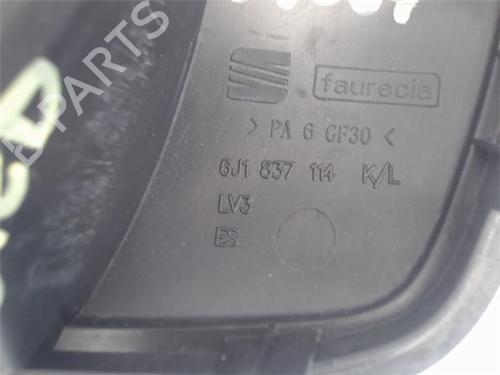 faurecia
> PA 6 GF30 <
6J1 837 114 K/L
LV3
ES
PARTS